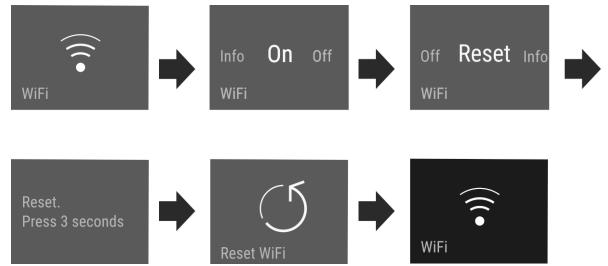 WiFi
Info On Off
WiFi
Off Reset Info
WiFi
Reset.
Press 3 seconds
Reset WiFi
WiFi